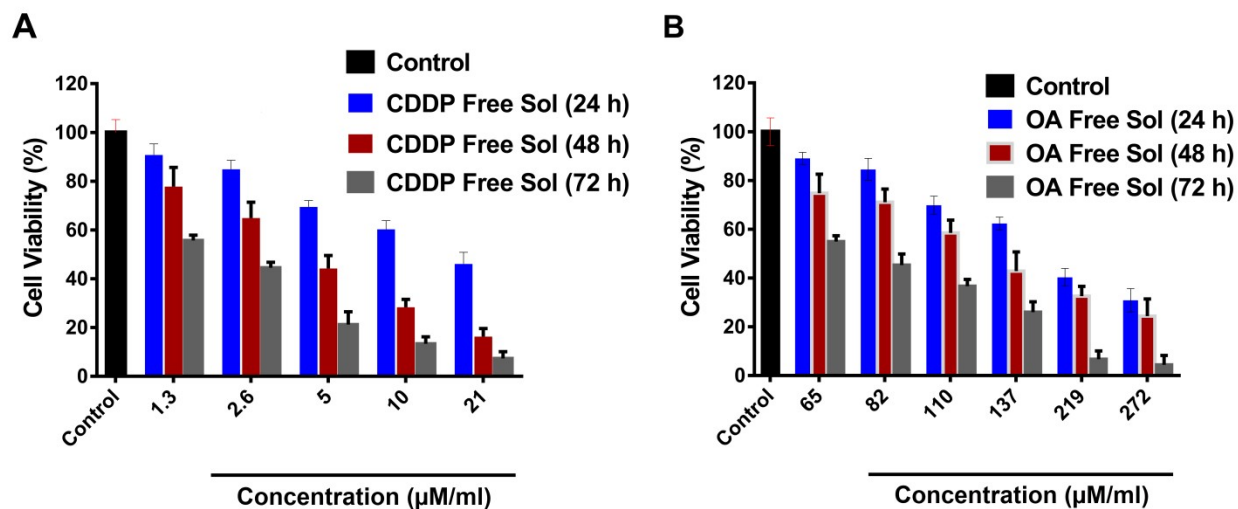 A
Control
CDDP Free Sol (24 h)
CDDP Free Sol (48 h)
CDDP Free Sol (72 h)
Cell Viability (%)
120
100
80
60
40
20
0
Control
1.3
2.6
5
10
21
Concentration (µM/ml)
B
Control
OA Free Sol (24 h)
OA Free Sol (48 h)
OA Free Sol (72 h)
Cell Viability (%)
120
100
80
60
40
20
0
Control
65
82
110
137
219
272
Concentration (µM/ml)